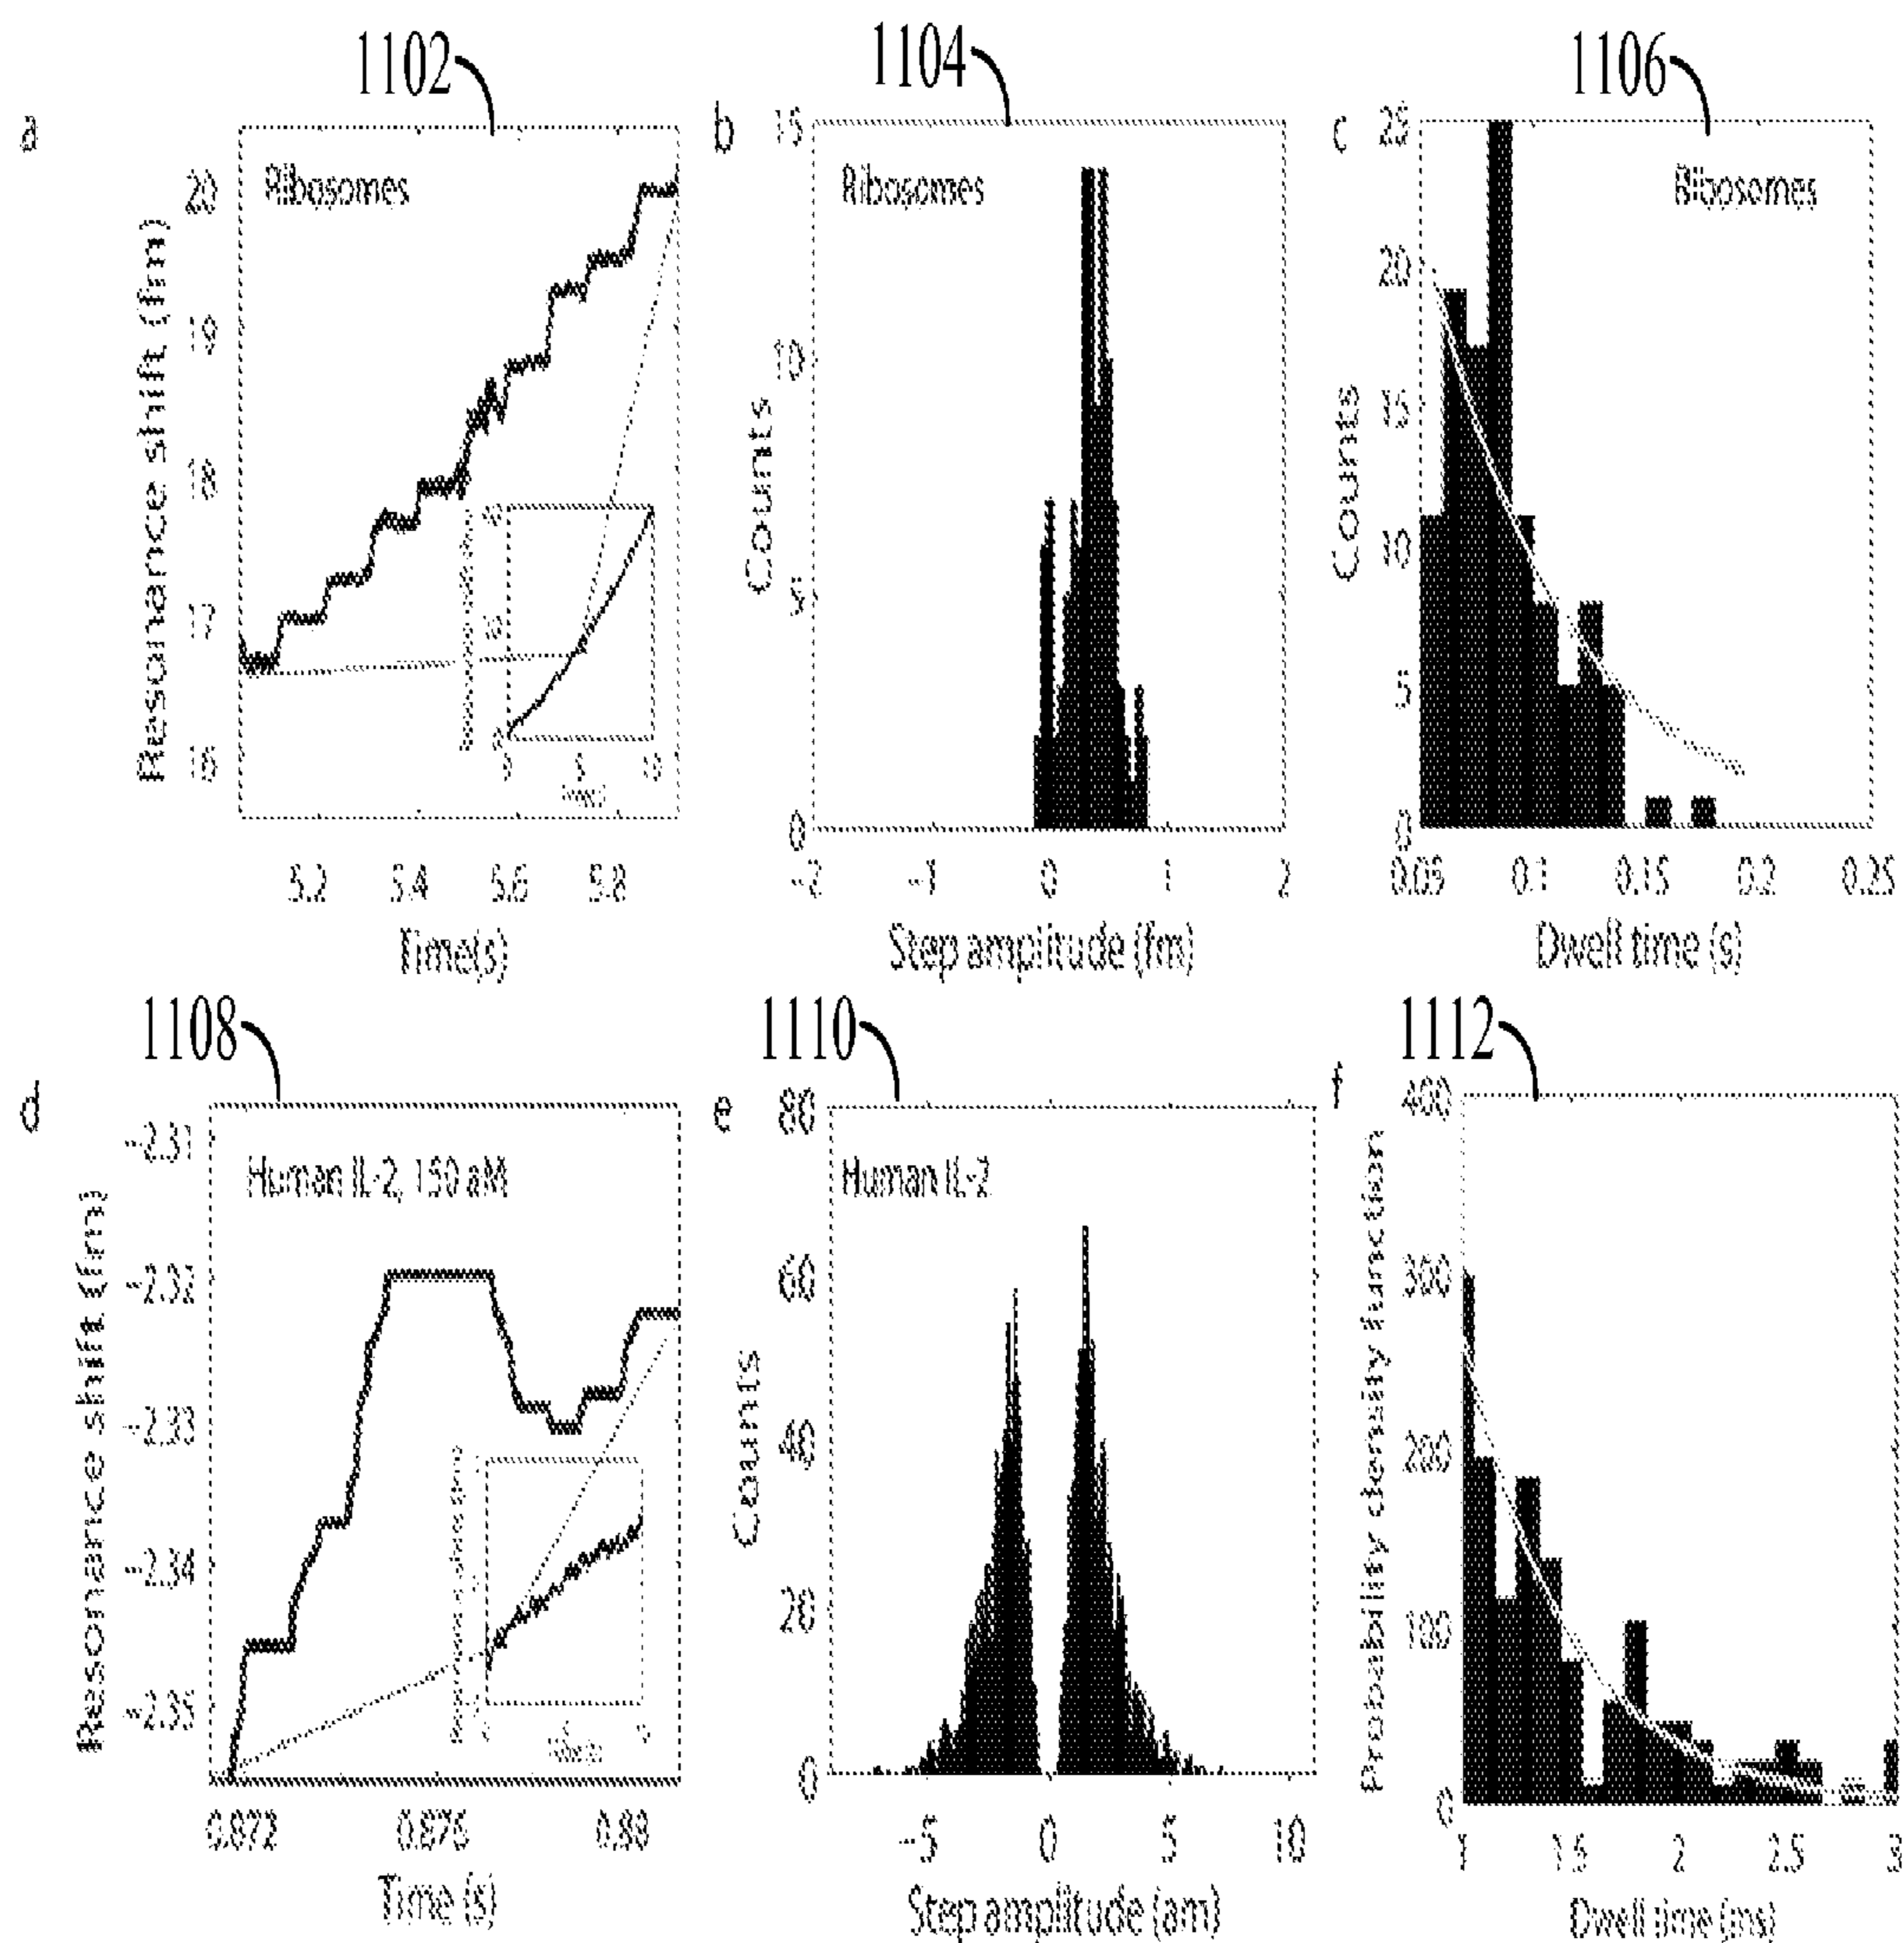 1102
1104
1106
a
Ribosomes
Resonance shift (fm)
20
19
18
17
16
5.2 5.4 5.6 5.8
Time(s)
0 5 10
b
Ribosomes
Counts
15
10
5
0
-2 -1 0 1 2
Step amplitude (fm)
c
Ribosomes
Counts
25
20
15
10
5
0
0.05 0.1 0.15 0.2 0.25
Dwell time (s)
1108
1110
1112
d
Human IL-2, 150 aM
Resonance shift (fm)
-2.31
-2.32
-2.33
-2.34
-2.35
0.872 0.876 0.88
Time (s)
e
Human IL-2
Counts
80
60
40
20
0
-5 0 5 10
Step amplitude (am)
f
Probability density function
400
300
200
100
0
1 1.5 2 2.5 3
Dwell time (ms)